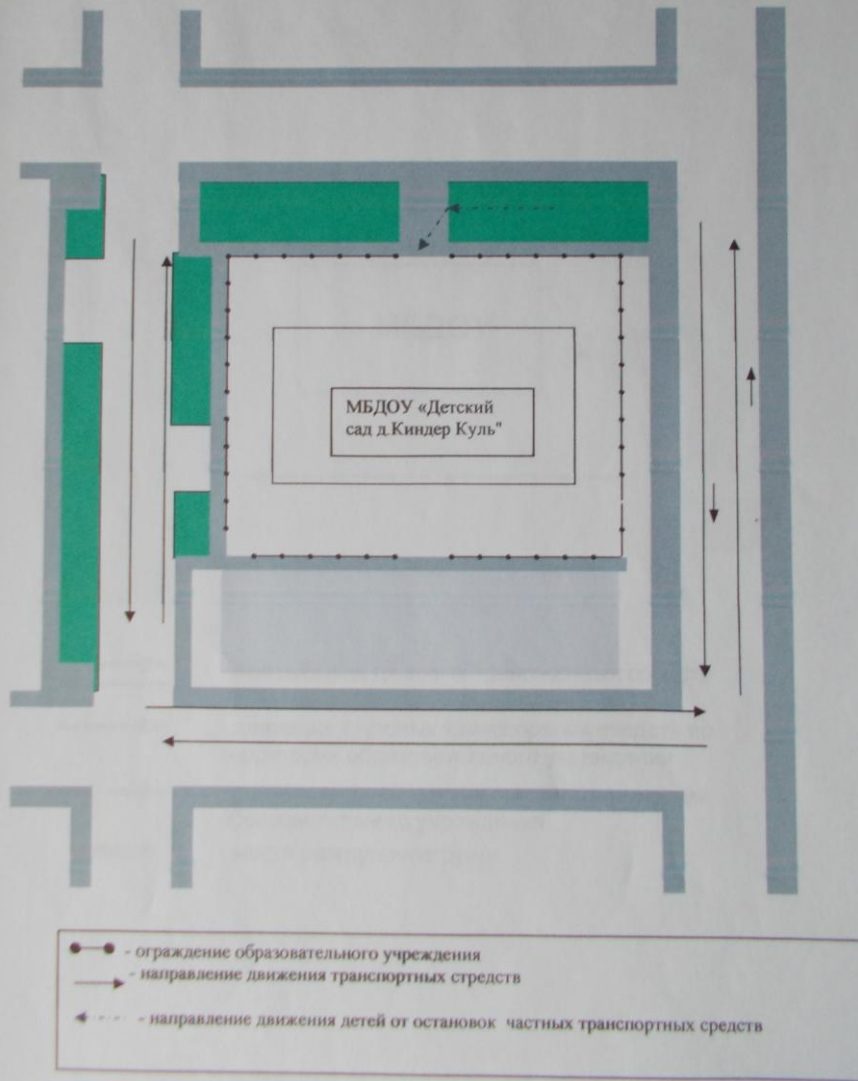 МБДОУ «Детский
сад д.Киндер Куль"
- ограждение образовательного учреждения
- направление движения транспортных стредств
- направление движения детей от остановок частных транспортных средств